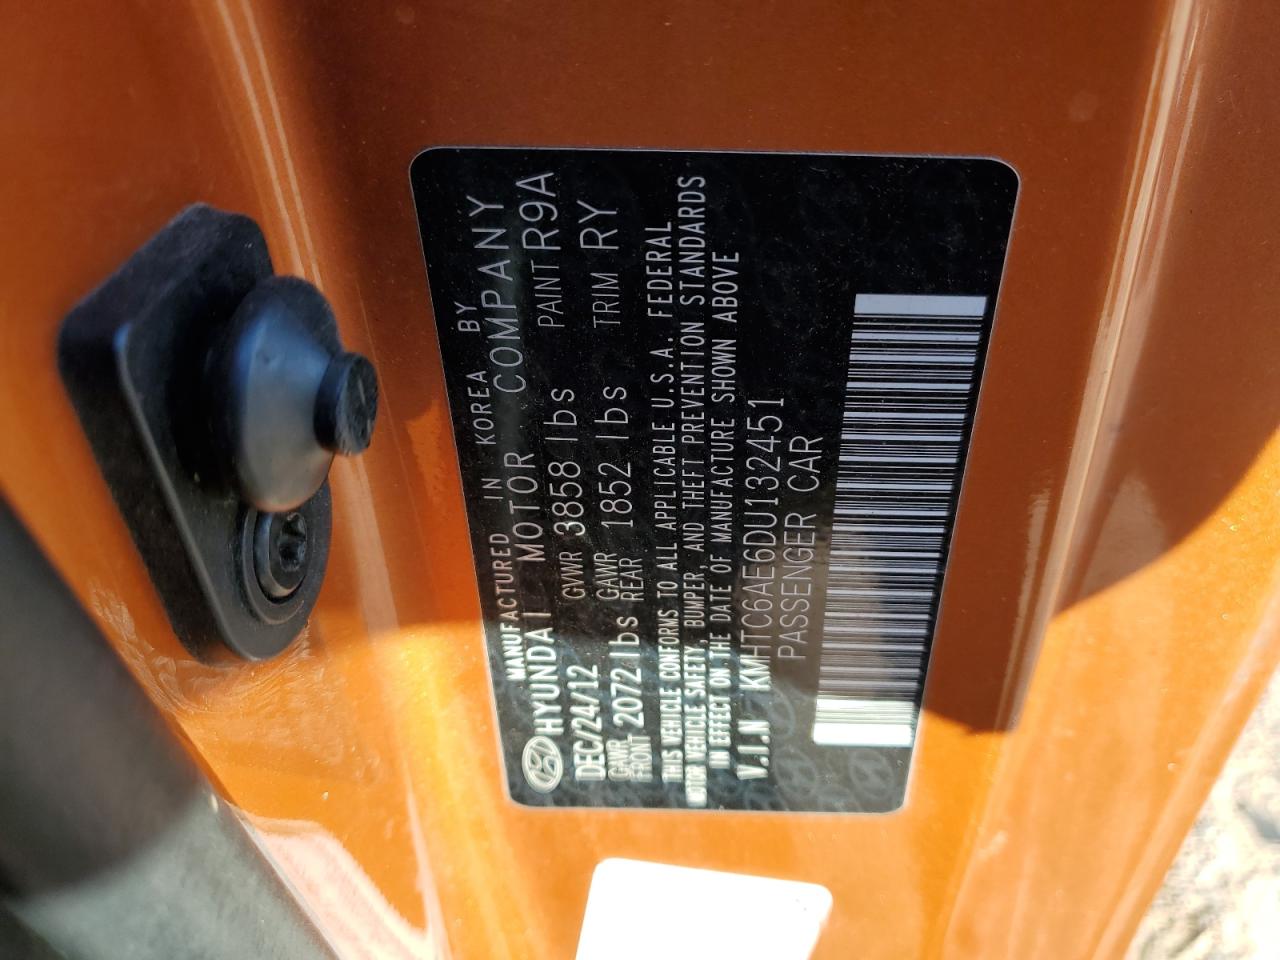 MANUFACTURED IN KOREA BY
HYUNDAI MOTOR COMPANY
DEC/24/12 GVWR 3858 lbs PAINT R9A
GAWR FRONT 2072 lbs GAWR REAR 1852 lbs TRIM RY
THIS VEHICLE CONFORMS TO ALL APPLICABLE U.S.A. FEDERAL
MOTOR VEHICLE SAFETY, BUMPER, AND THEFT PREVENTION STANDARDS
IN EFFECT ON THE DATE OF MANUFACTURE SHOWN ABOVE
V.I.N KMHTC6AE6DU132451
PASSENGER CAR